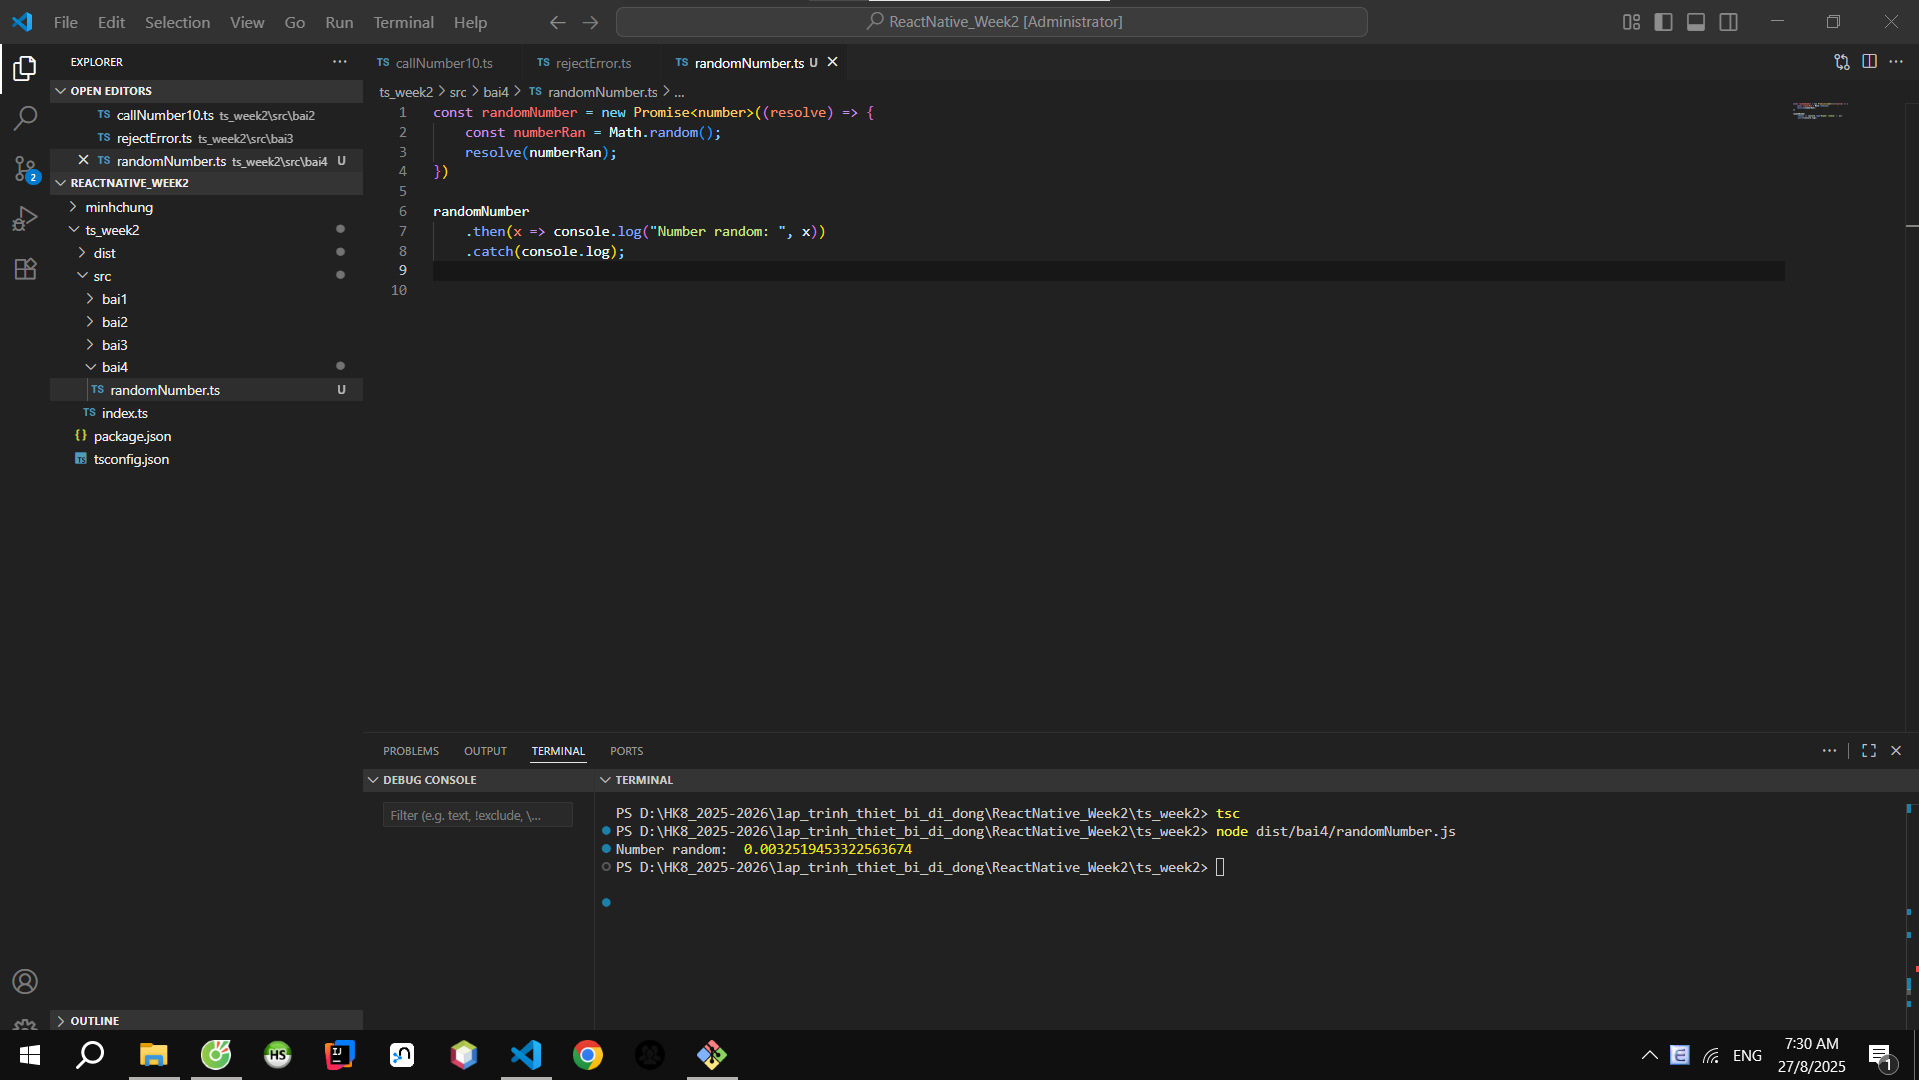 File Edit Selection View Go Run Terminal Help
ReactNative_Week2 [Administrator]
EXPLORER
OPEN EDITORS
TS callNumber10.ts ts_week2\src\bai2
TS rejectError.ts ts_week2\src\bai3
TS randomNumber.ts ts_week2\src\bai4 U
REACTNATIVE_WEEK2
minhchung
ts_week2
dist
src
bai1
bai2
bai3
bai4
TS randomNumber.ts U
TS index.ts
{} package.json
TS tsconfig.json
OUTLINE
2
TS callNumber10.ts TS rejectError.ts TS randomNumber.ts U
ts_week2 > src > bai4 > TS randomNumber.ts > ...
1 const randomNumber = new Promise<number>((resolve) => {
2 const numberRan = Math.random();
3 resolve(numberRan);
4 })
5
6 randomNumber
7 .then(x => console.log("Number random: ", x))
8 .catch(console.log);
9
10
PROBLEMS OUTPUT TERMINAL PORTS
DEBUG CONSOLE
Filter (e.g. text, !exclude, \...
TERMINAL
PS D:\HK8_2025-2026\lap_trinh_thiet_bi_di_dong\ReactNative_Week2\ts_week2> tsc
PS D:\HK8_2025-2026\lap_trinh_thiet_bi_di_dong\ReactNative_Week2\ts_week2> node dist/bai4/randomNumber.js
Number random:  0.0032519453322563674
PS D:\HK8_2025-2026\lap_trinh_thiet_bi_di_dong\ReactNative_Week2\ts_week2>
HS
IJ
E
ENG
7:30 AM
27/8/2025
1